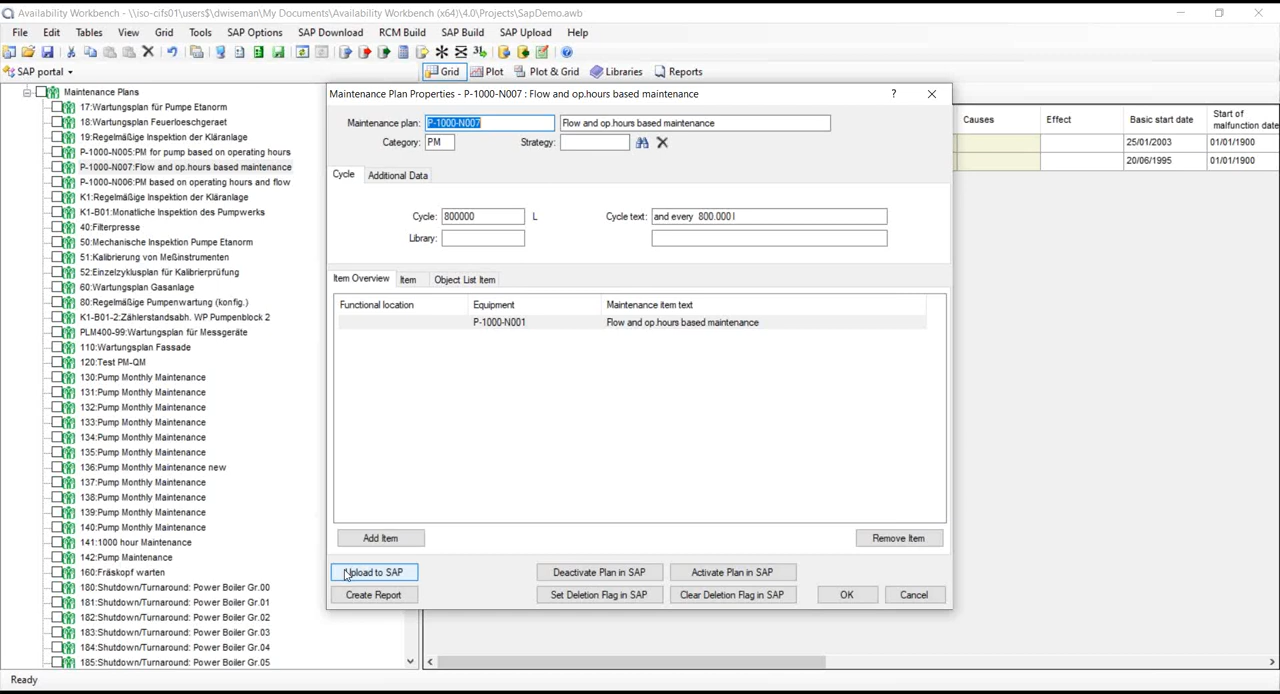 Availability Workbench - \\iso-cifs01\users$\dwiseman\My Documents\Availability Workbench (x64)\4.0\Projects\SapDemo.awb
File Edit Tables View Grid Tools SAP Options SAP Download RCM Build SAP Build SAP Upload Help
SAP portal Grid Plot Plot & Grid Libraries Reports
Maintenance Plans
17:Wartungsplan für Pumpe Etanorm
18:Wartungsplan Feuerloeschgeraet
19:Regelmäßige Inspektion der Kläranlage
P-1000-N005:PM for pump based on operating hours
P-1000-N007:Flow and op.hours based maintenance
P-1000-N006:PM based on operating hours and flow
K1:Regelmäßige Inspektion der Kläranlage
K1-B01:Monatliche Inspektion des Pumpwerks
40:Filterpresse
50:Mechanische Inspektion Pumpe Etanorm
51:Kalibrierung von Meßinstrumenten
52:Einzelzyklusplan für Kalibrierprüfung
60:Wartungsplan Gasanlage
80:Regelmäßige Pumpenwartung (konfig.)
K1-B01-2:Zählerstandsabh. WP Pumpenblock 2
PLM400-99:Wartungsplan für Messgeräte
110:Wartungsplan Fassade
120:Test PM-QM
130:Pump Monthly Maintenance
131:Pump Monthly Maintenance
132:Pump Monthly Maintenance
133:Pump Monthly Maintenance
134:Pump Monthly Maintenance
135:Pump Monthly Maintenance
136:Pump Monthly Maintenance new
137:Pump Monthly Maintenance
138:Pump Monthly Maintenance
139:Pump Monthly Maintenance
140:Pump Monthly Maintenance
141:1000 hour Maintenance
142:Pump Maintenance
160:Fräskopf warten
180:Shutdown/Turnaround: Power Boiler Gr.00
181:Shutdown/Turnaround: Power Boiler Gr.01
182:Shutdown/Turnaround: Power Boiler Gr.02
183:Shutdown/Turnaround: Power Boiler Gr.03
184:Shutdown/Turnaround: Power Boiler Gr.04
185:Shutdown/Turnaround: Power Boiler Gr.05
Maintenance Plan Properties - P-1000-N007 : Flow and op.hours based maintenance ?
Maintenance plan: P-1000-N007 Flow and op.hours based maintenance
Category: PM Strategy:
Cycle Additional Data
Cycle: 800000 L Cycle text: and every 800.000 l
Library:
Item Overview Item Object List Item
Functional location Equipment Maintenance item text
P-1000-N001 Flow and op.hours based maintenance
Add Item Remove Item
Upload to SAP Deactivate Plan in SAP Activate Plan in SAP
Create Report Set Deletion Flag in SAP Clear Deletion Flag in SAP OK Cancel
Causes Effect Basic start date Start of malfunction date
25/01/2003 01/01/1900
20/06/1995 01/01/1900
Ready